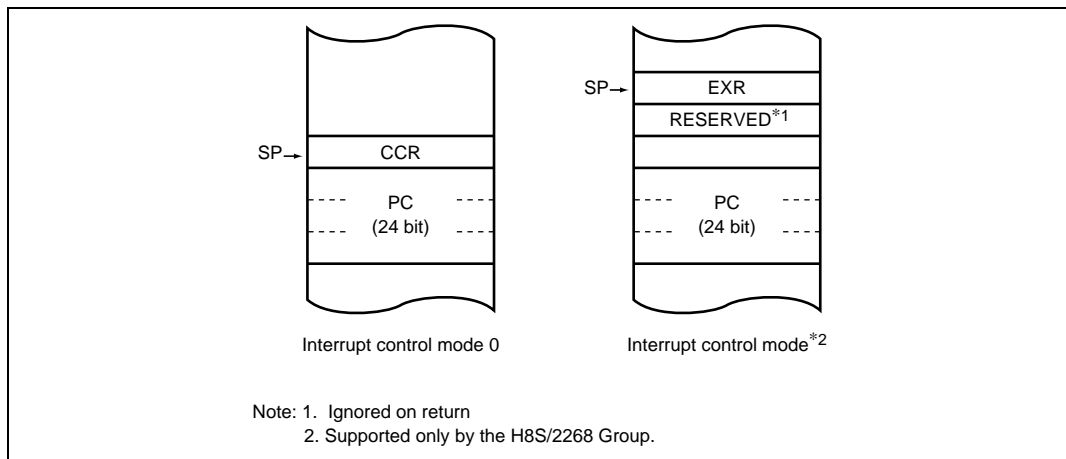 SP→ CCR
PC
(24 bit)
Interrupt control mode 0
SP→ EXR
RESERVED*1
PC
(24 bit)
Interrupt control mode*2
Note: 1. Ignored on return
2. Supported only by the H8S/2268 Group.